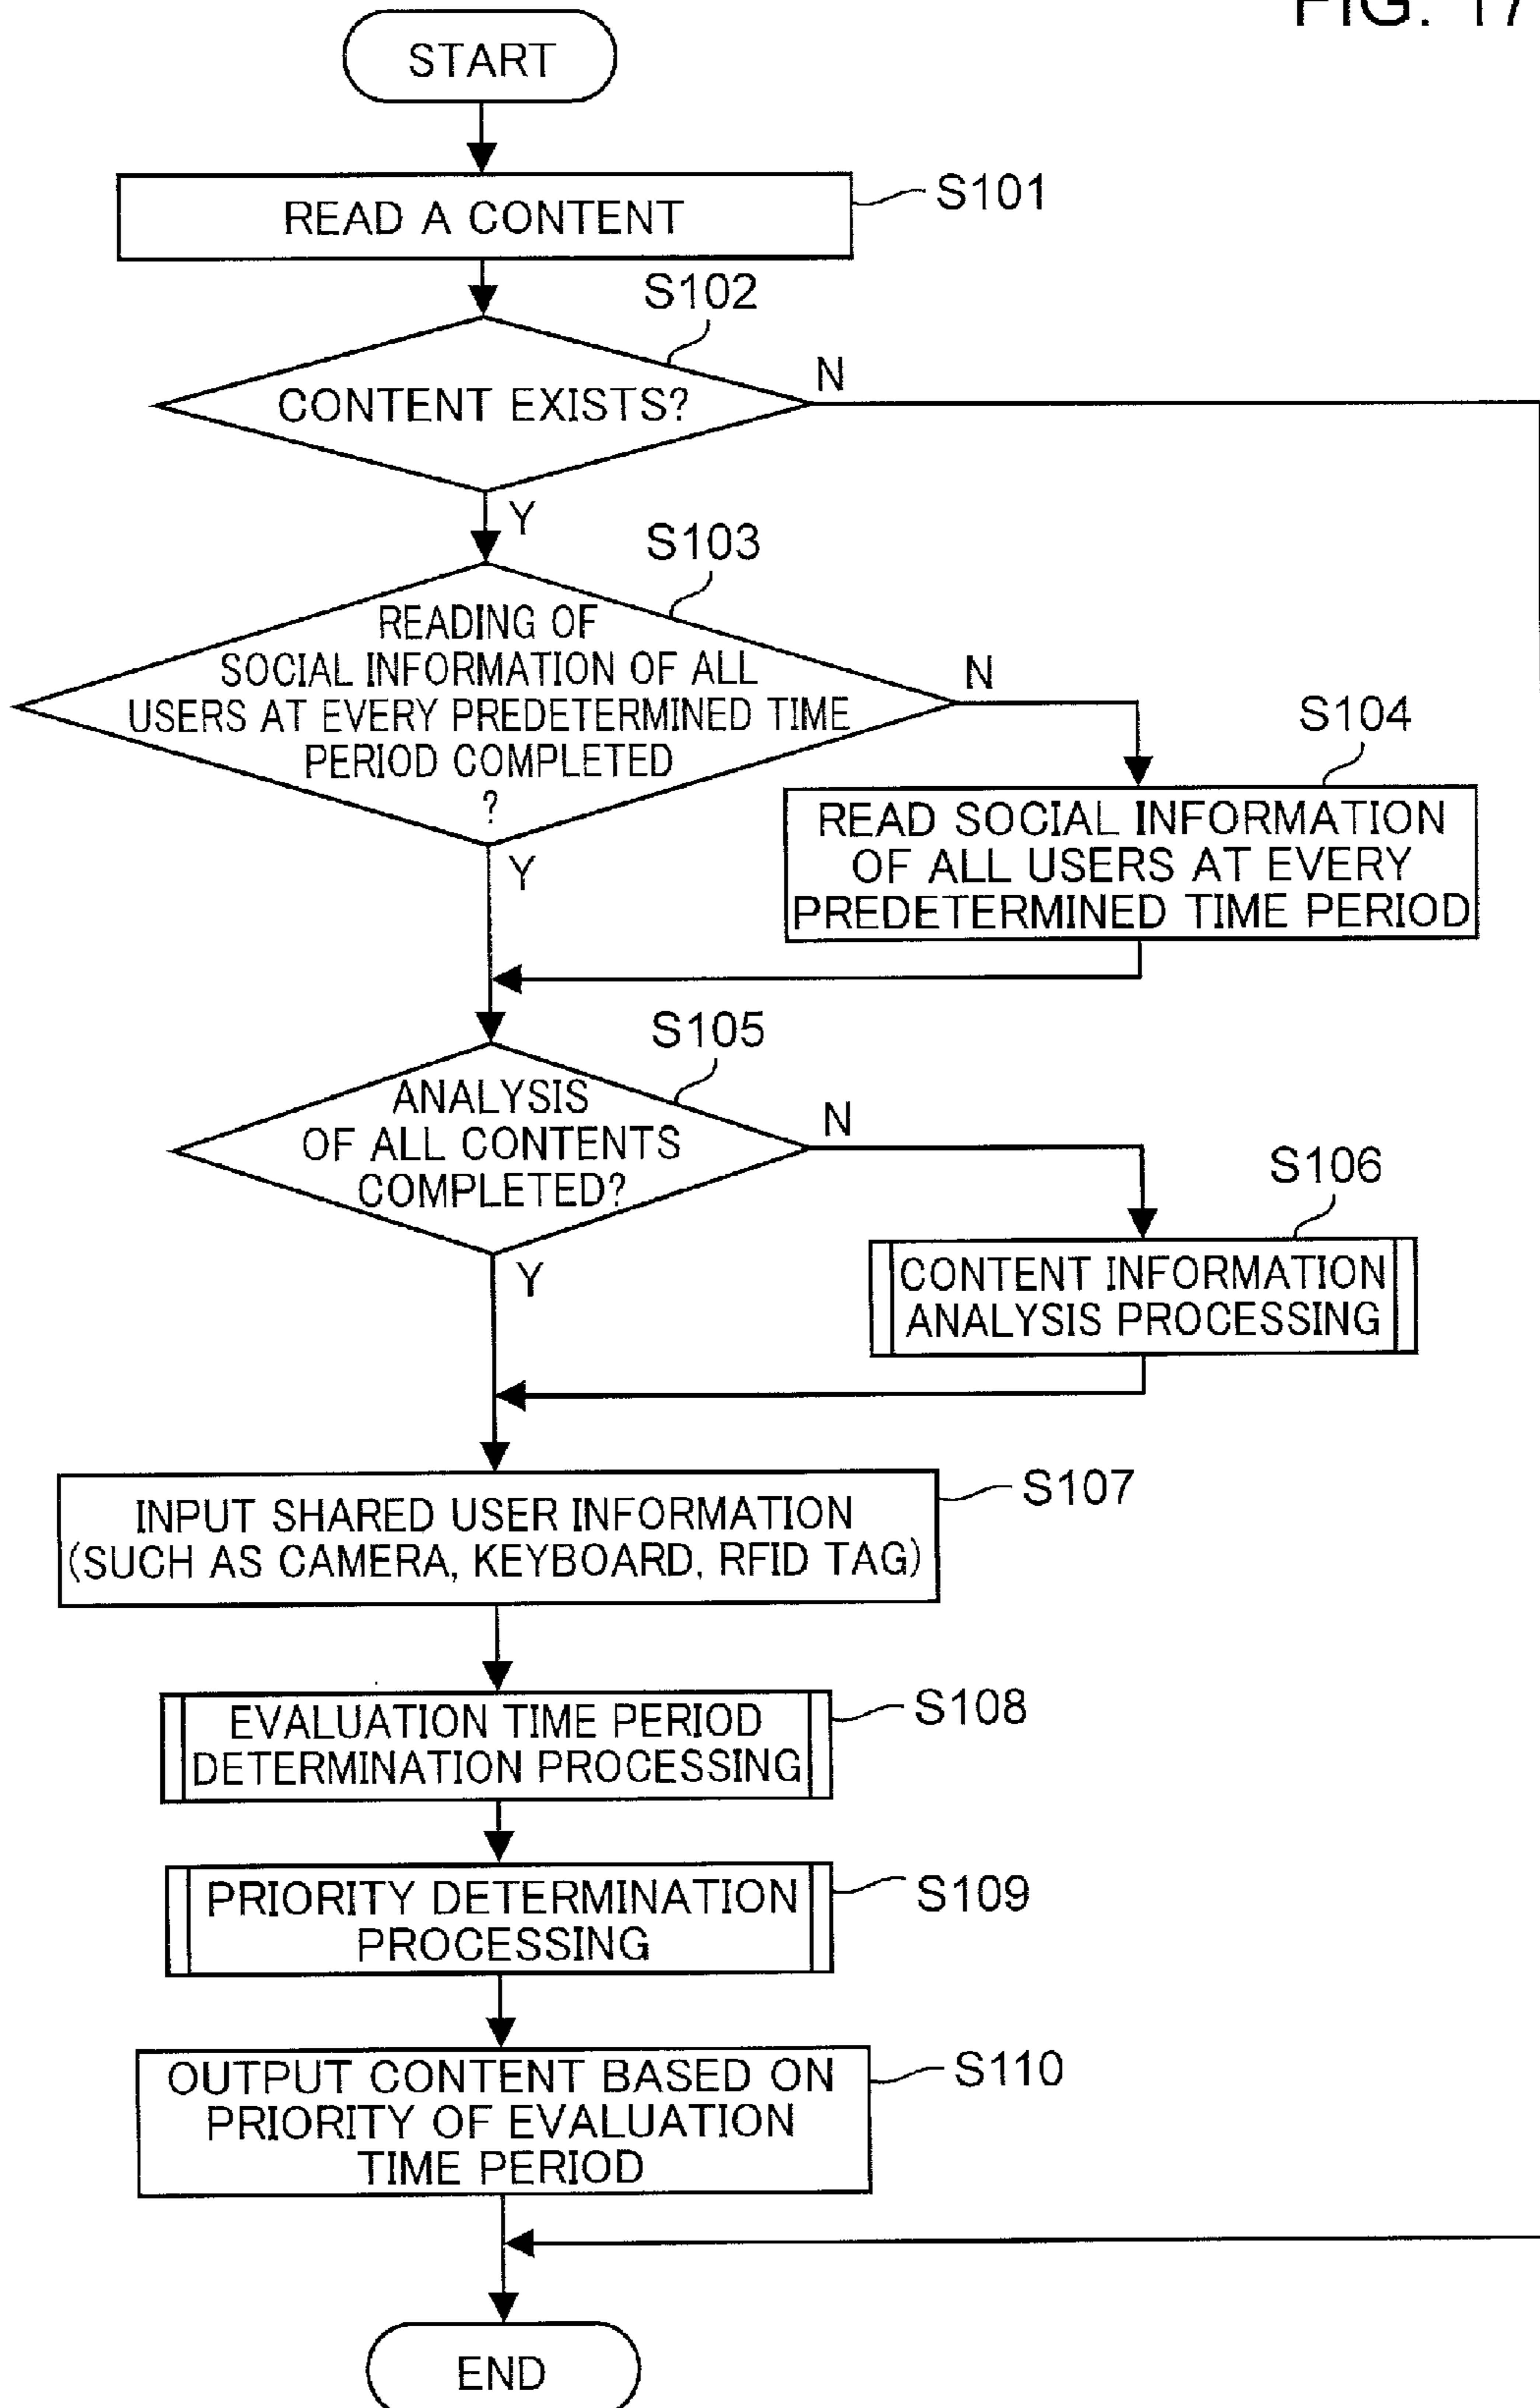 FIG. 17
START
READ A CONTENT
S101
S102
CONTENT EXISTS?
N
Y
S103
READING OF
SOCIAL INFORMATION OF ALL
USERS AT EVERY PREDETERMINED TIME
PERIOD COMPLETED
?
N
Y
S104
READ SOCIAL INFORMATION
OF ALL USERS AT EVERY
PREDETERMINED TIME PERIOD
S105
ANALYSIS
OF ALL CONTENTS
COMPLETED?
N
Y
S106
CONTENT INFORMATION
ANALYSIS PROCESSING
S107
INPUT SHARED USER INFORMATION
(SUCH AS CAMERA, KEYBOARD, RFID TAG)
S108
EVALUATION TIME PERIOD
DETERMINATION PROCESSING
S109
PRIORITY DETERMINATION
PROCESSING
S110
OUTPUT CONTENT BASED ON
PRIORITY OF EVALUATION
TIME PERIOD
END